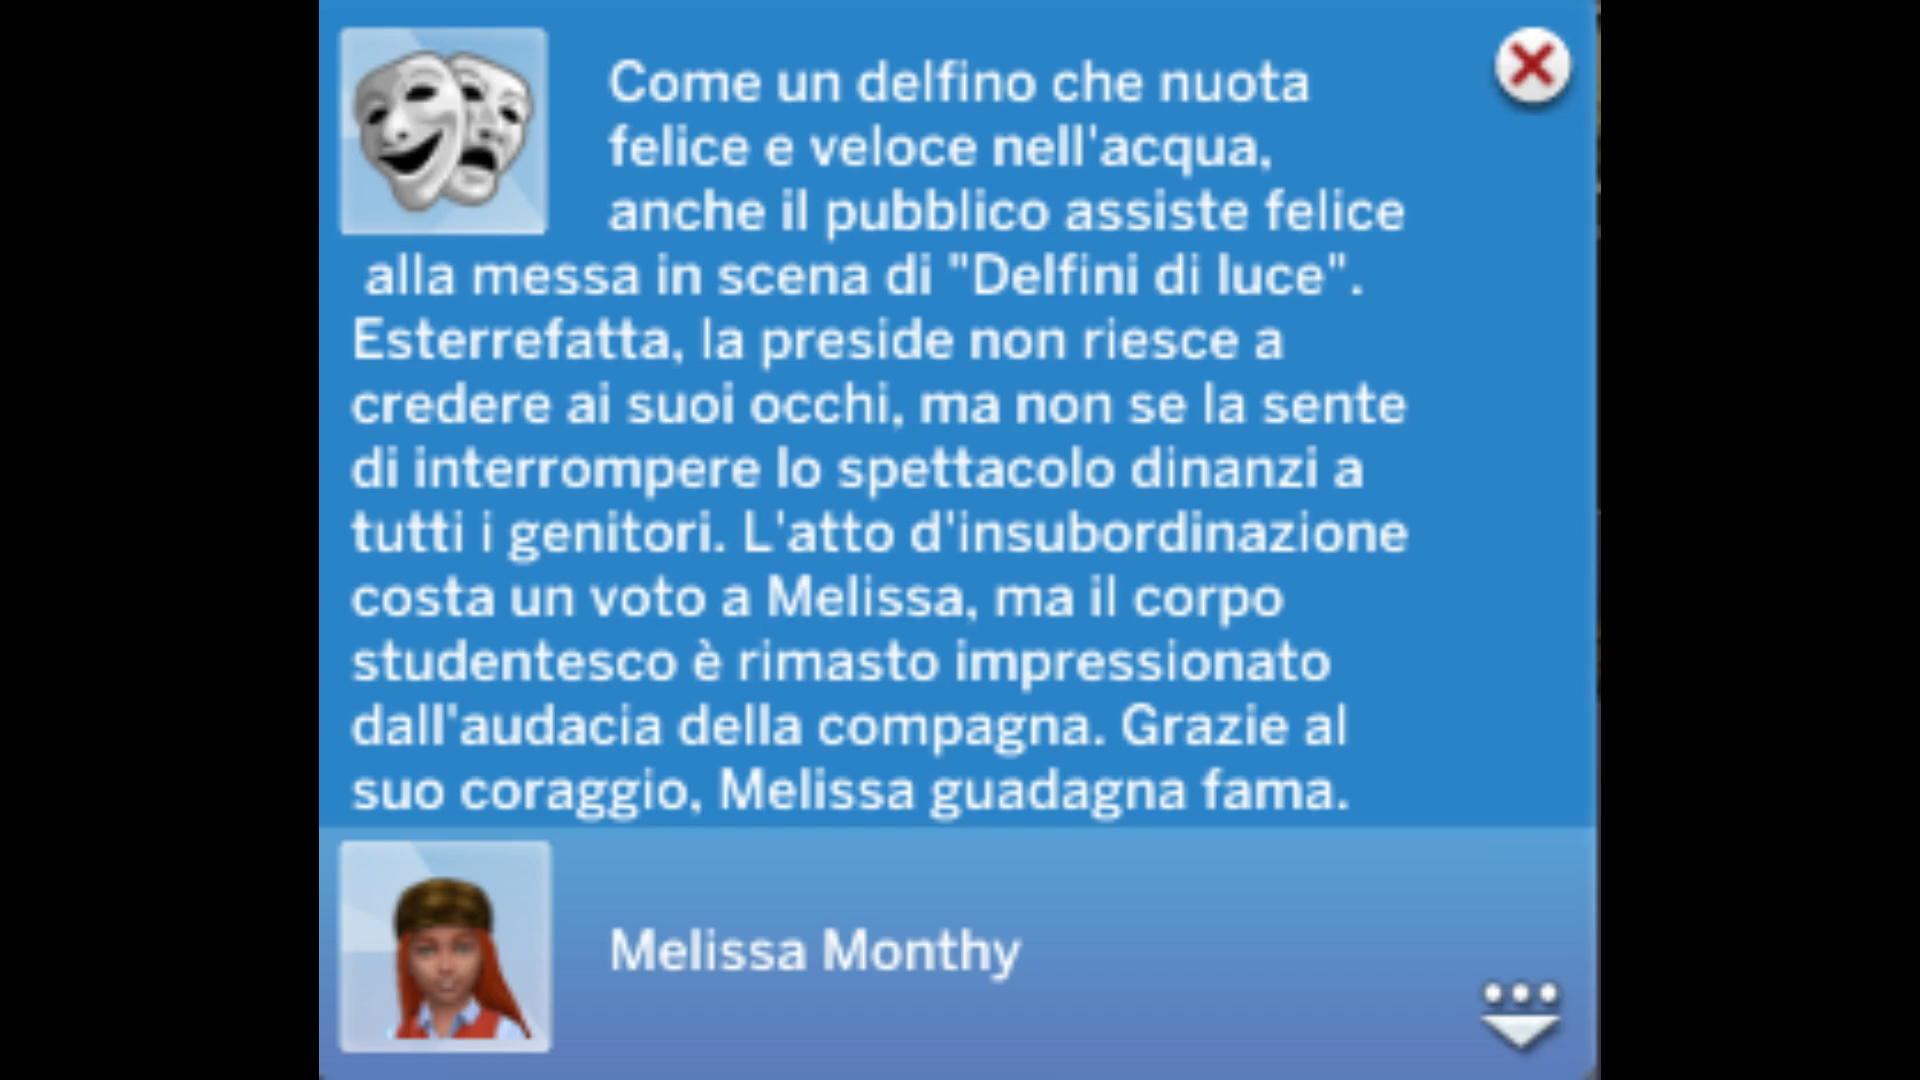 Come un delfino che nuota
felice e veloce nell'acqua,
anche il pubblico assiste felice
alla messa in scena di "Delfini di luce".
Esterrefatta, la preside non riesce a
credere ai suoi occhi, ma non se la sente
di interrompere lo spettacolo dinanzi a
tutti i genitori. L'atto d'insubordinazione
costa un voto a Melissa, ma il corpo
studentesco è rimasto impressionato
dall'audacia della compagna. Grazie al
suo coraggio, Melissa guadagna fama.
Melissa Monthy